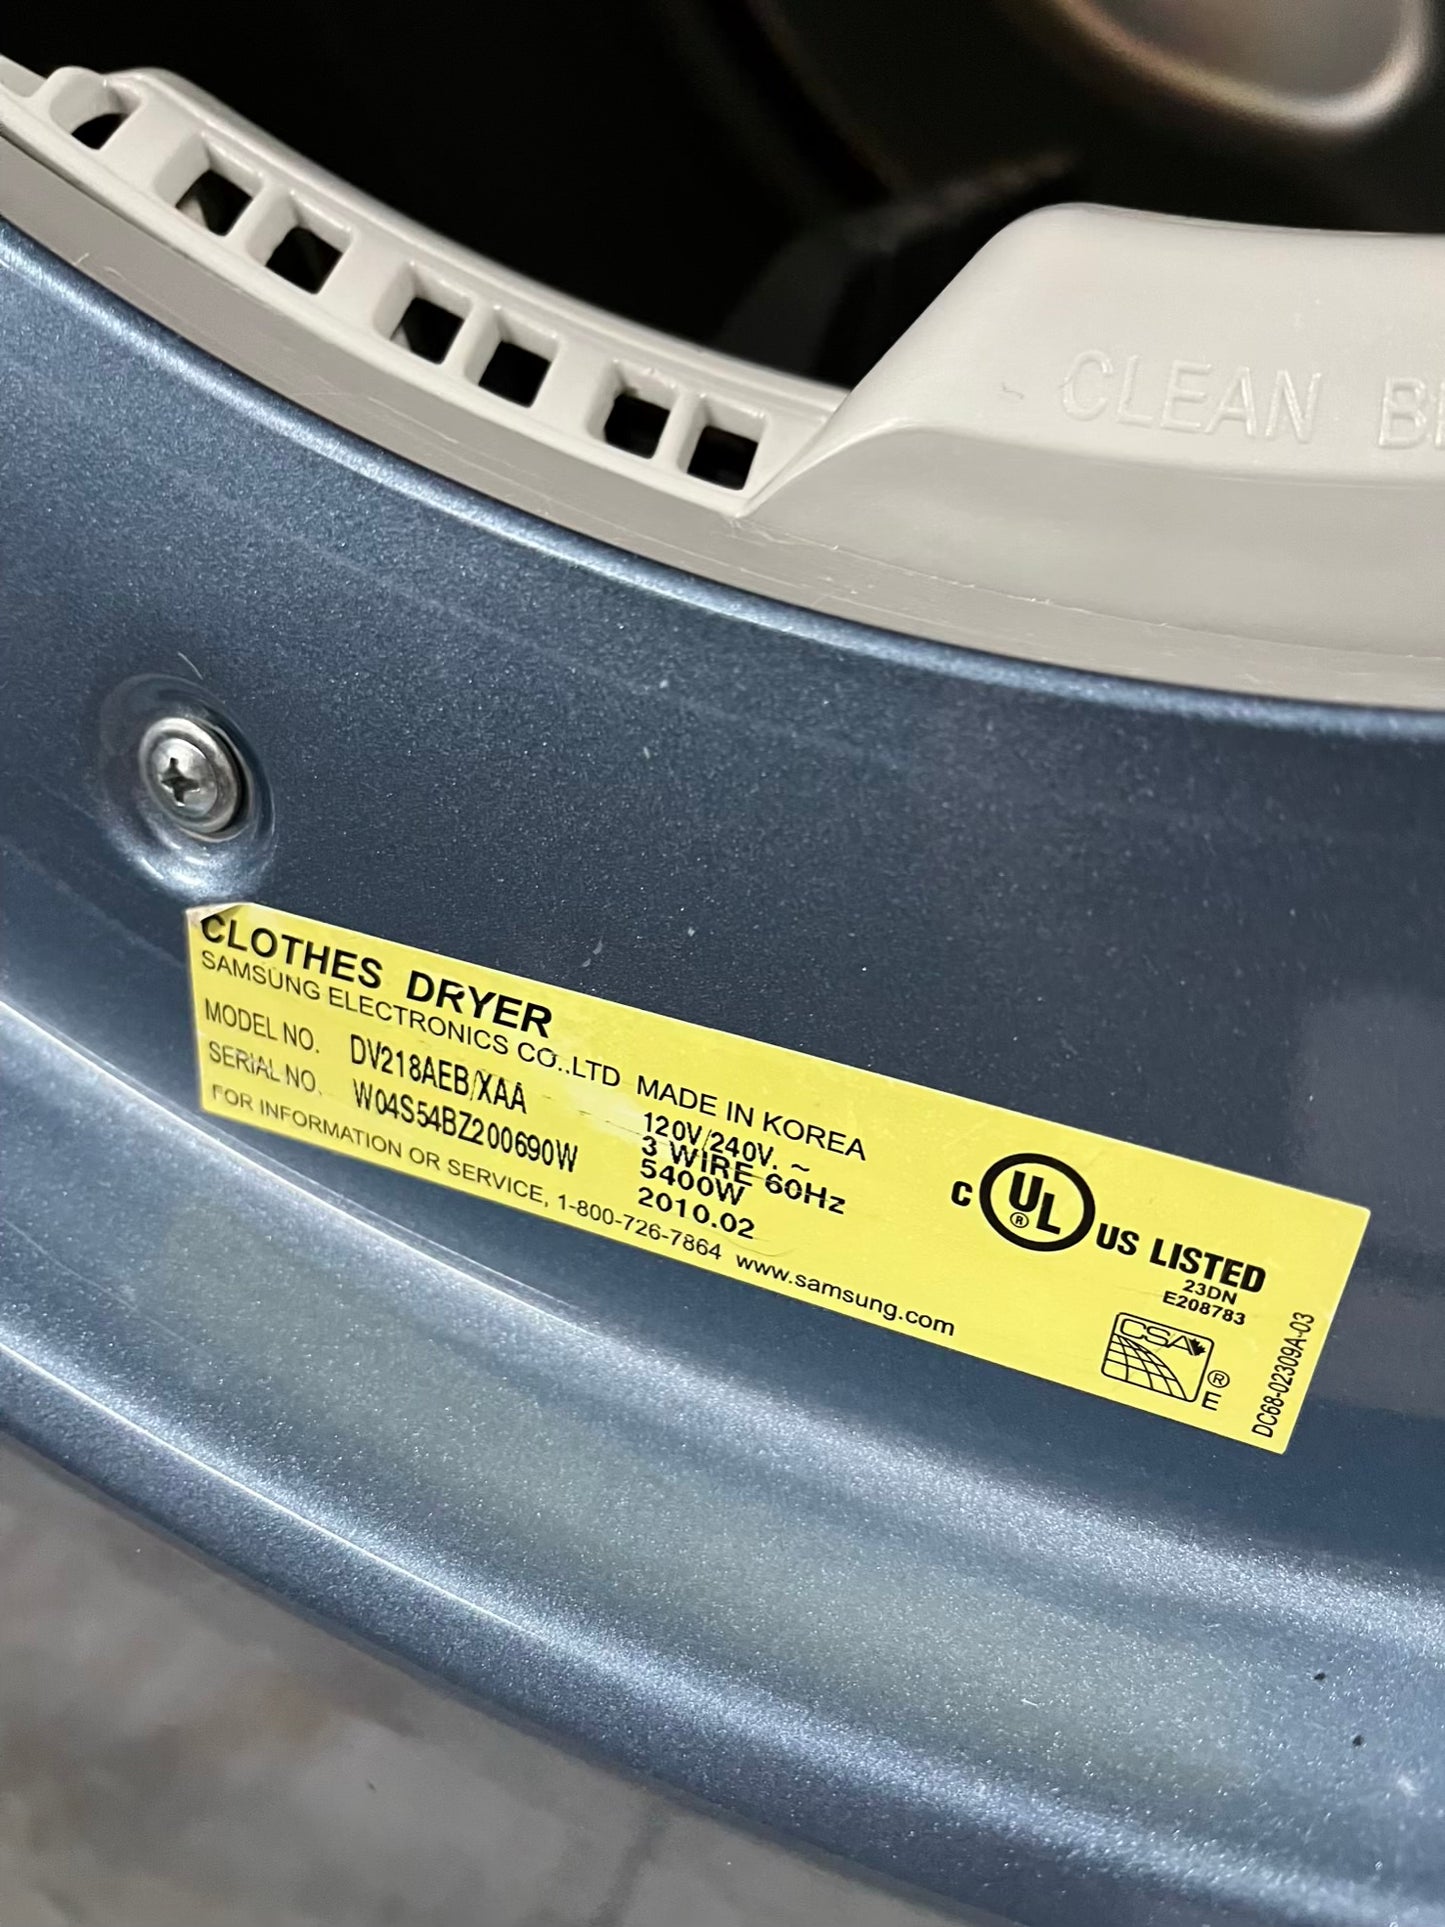 CLEAN
CLOTHES DRYER
SAMSUNG ELECTRONICS CO.,LTD MADE IN KOREA
MODEL NO. DV218AEB/XAA
SERIAL NO. W04S54BZ200690W
120V/240V. ~
3 WIRE 60Hz
5400W
2010.02
FOR INFORMATION OR SERVICE, 1-800-726-7864 www.samsung.com
C UL ® US LISTED
23DN
E208783
CSA ®
E
DC68-02309A-03